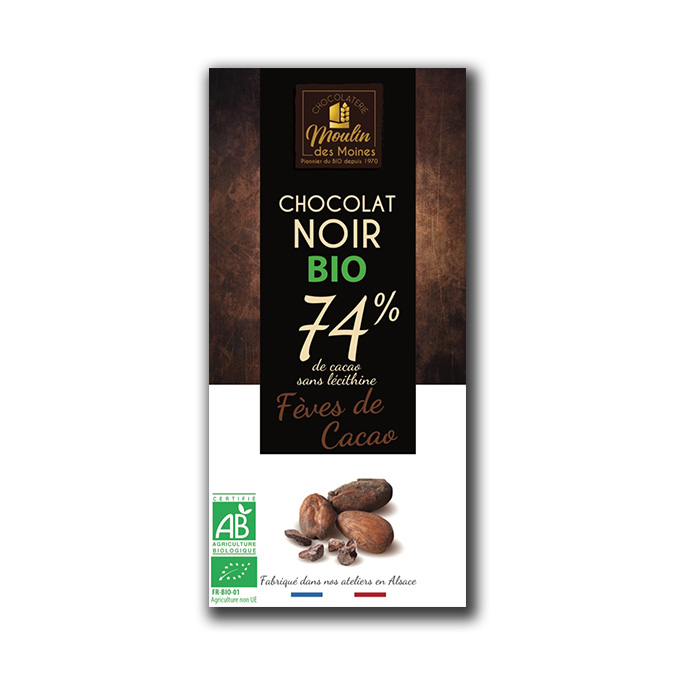 CHOCOLATERIE
Moulin
des Moines
Pionnier du BIO depuis 1970
CHOCOLAT
NOIR
BIO
74%
de cacao
sans lécithine
Fèves de
Cacao
CERTIFIÉ
AB
AGRICULTURE
BIOLOGIQUE
FR-BIO-01
Agriculture non UE
Fabriqué dans nos ateliers en Alsace